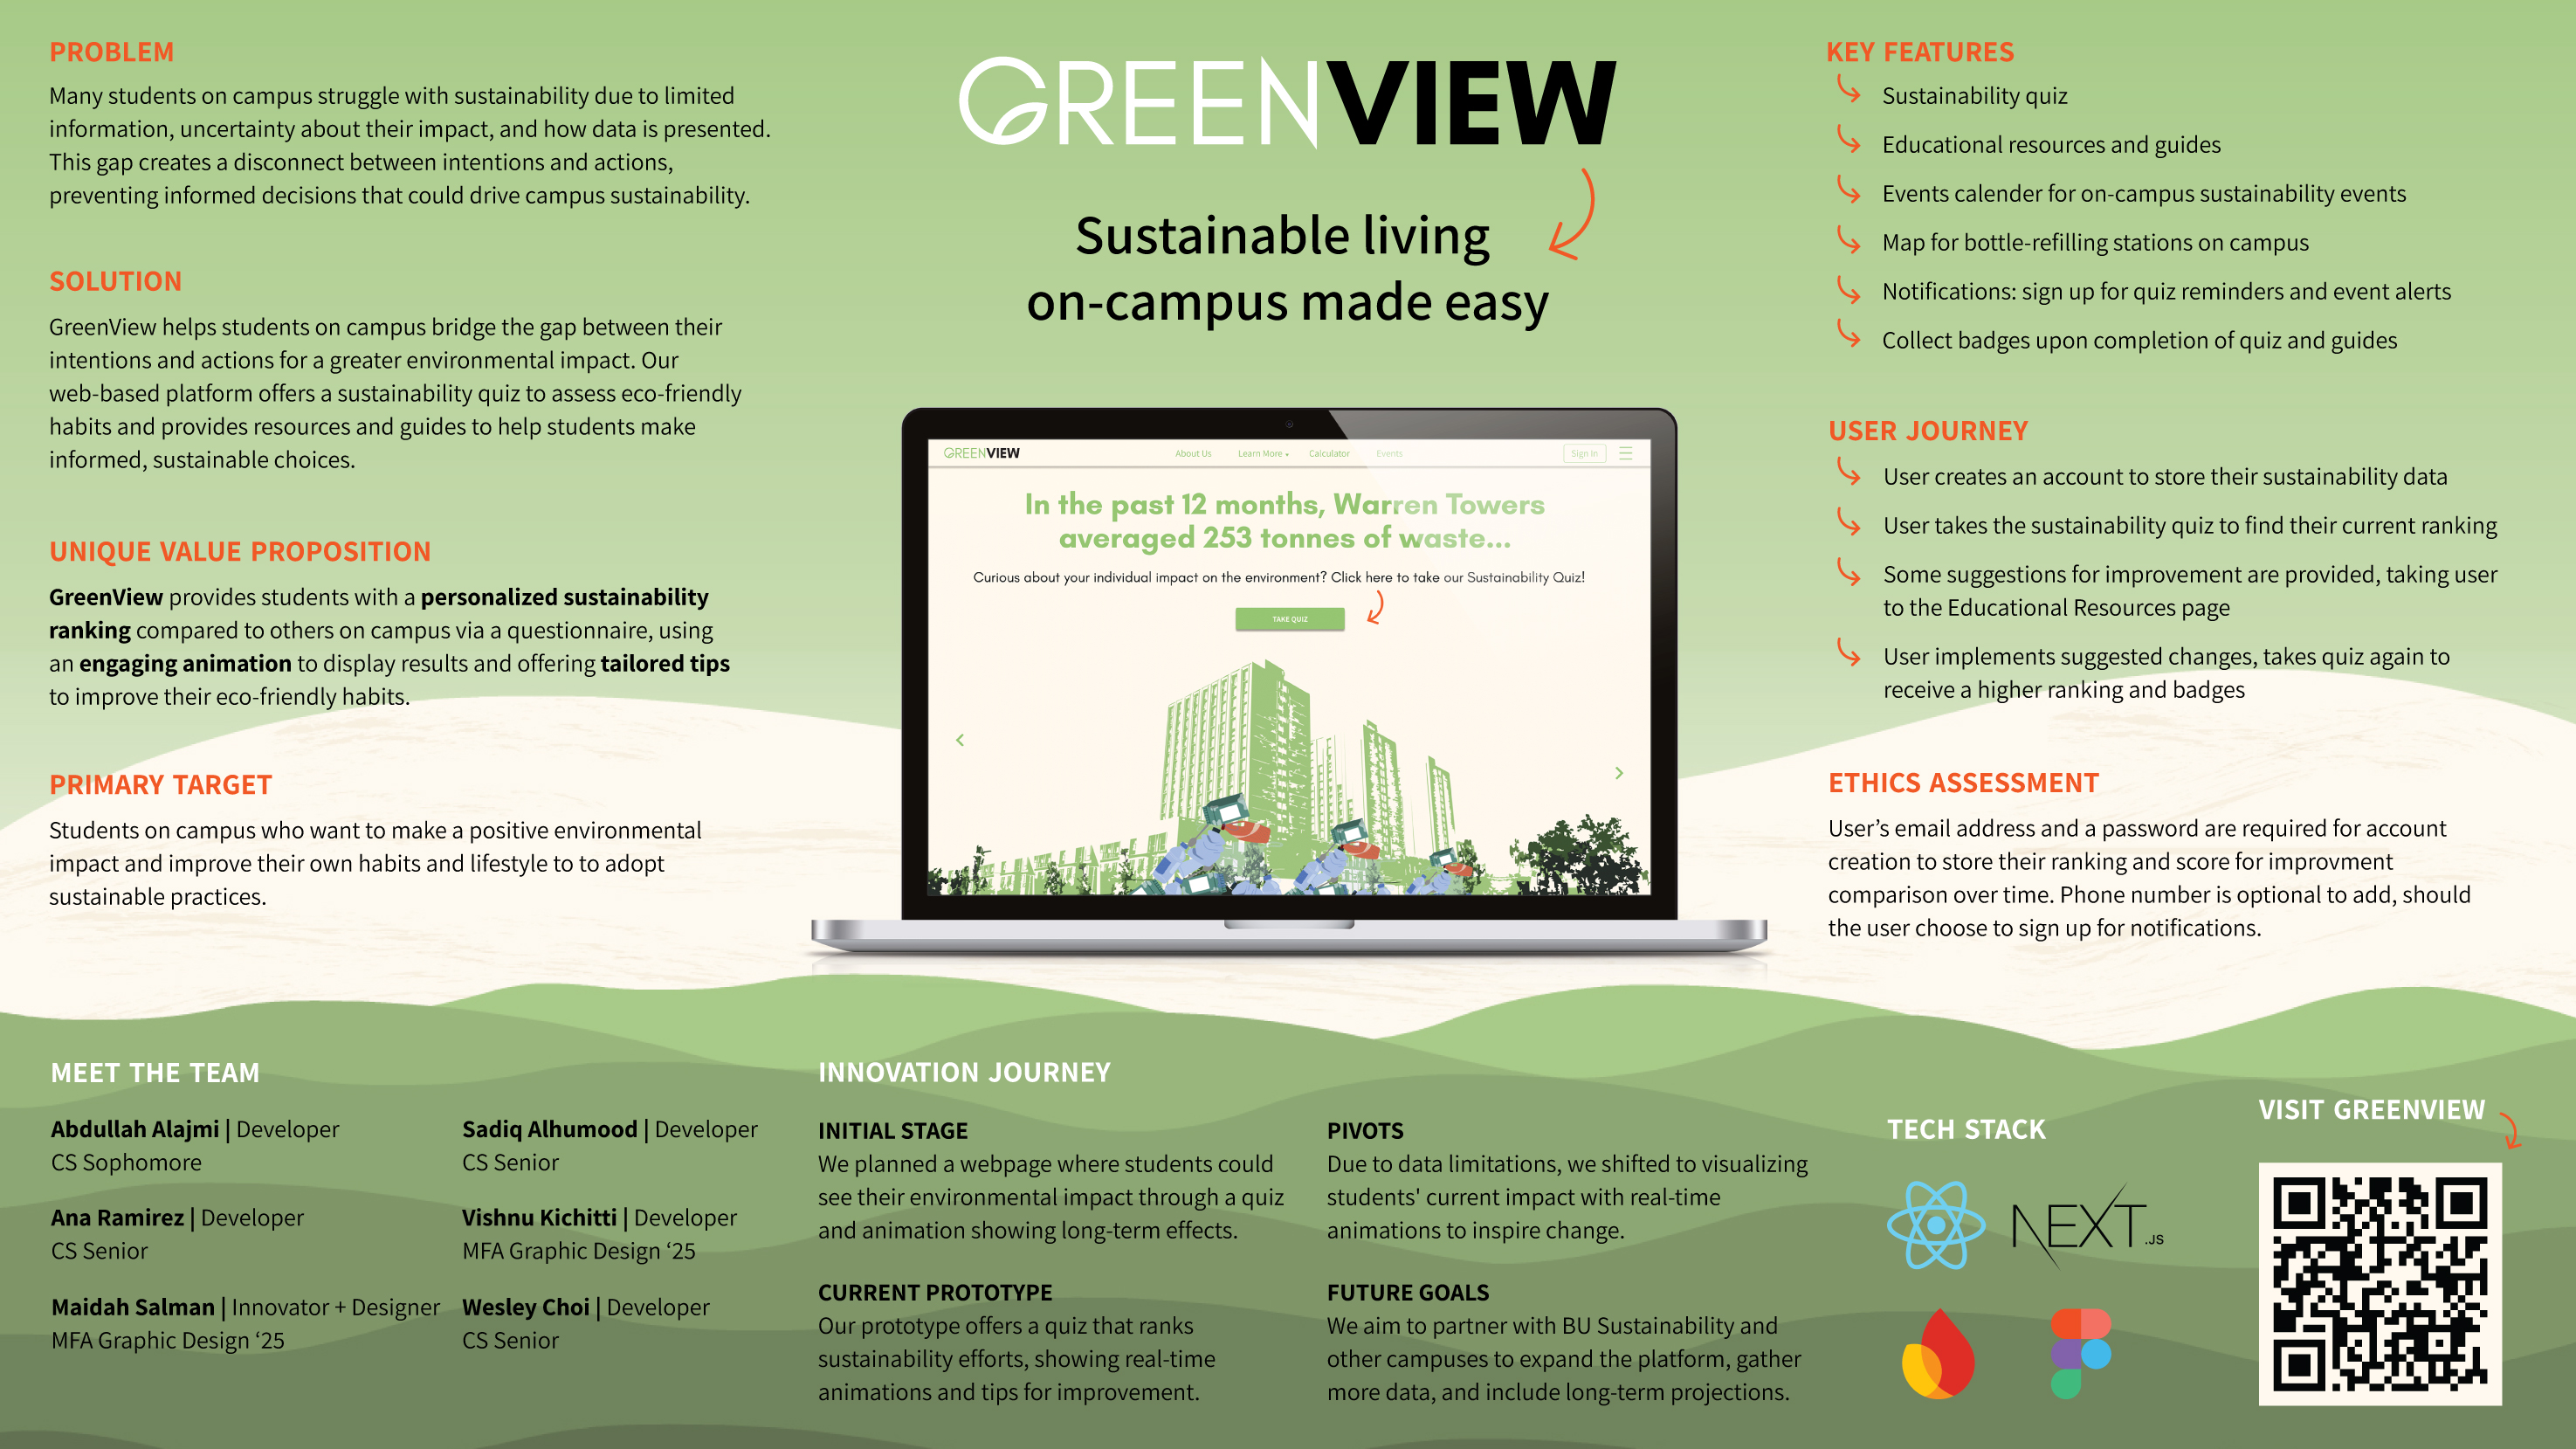 PROBLEM
Many students on campus struggle with sustainability due to limited
information, uncertainty about their impact, and how data is presented.
This gap creates a disconnect between intentions and actions,
preventing informed decisions that could drive campus sustainability.
SOLUTION
GreenView helps students on campus bridge the gap between their
intentions and actions for a greater environmental impact. Our
web-based platform offers a sustainability quiz to assess eco-friendly
habits and provides resources and guides to help students make
informed, sustainable choices.
UNIQUE VALUE PROPOSITION
GreenView provides students with a personalized sustainability
ranking compared to others on campus via a questionnaire, using
an engaging animation to display results and offering tailored tips
to improve their eco-friendly habits.
PRIMARY TARGET
Students on campus who want to make a positive environmental
impact and improve their own habits and lifestyle to to adopt
sustainable practices.
GREENVIEW
Sustainable living
on-campus made easy
GREENVIEW
About Us Learn More Calculator Events Sign In
In the past 12 months, Warren Towers
averaged 253 tonnes of waste...
Curious about your individual impact on the environment? Click here to take our Sustainability Quiz!
TAKE QUIZ
KEY FEATURES
Sustainability quiz
Educational resources and guides
Events calender for on-campus sustainability events
Map for bottle-refilling stations on campus
Notifications: sign up for quiz reminders and event alerts
Collect badges upon completion of quiz and guides
USER JOURNEY
User creates an account to store their sustainability data
User takes the sustainability quiz to find their current ranking
Some suggestions for improvement are provided, taking user
to the Educational Resources page
User implements suggested changes, takes quiz again to
receive a higher ranking and badges
ETHICS ASSESSMENT
User’s email address and a password are required for account
creation to store their ranking and score for improvment
comparison over time. Phone number is optional to add, should
the user choose to sign up for notifications.
MEET THE TEAM
Abdullah Alajmi | Developer
CS Sophomore
Ana Ramirez | Developer
CS Senior
Maidah Salman | Innovator + Designer
MFA Graphic Design ‘25
Sadiq Alhumood | Developer
CS Senior
Vishnu Kichitti | Developer
MFA Graphic Design ‘25
Wesley Choi | Developer
CS Senior
INNOVATION JOURNEY
INITIAL STAGE
We planned a webpage where students could
see their environmental impact through a quiz
and animation showing long-term effects.
CURRENT PROTOTYPE
Our prototype offers a quiz that ranks
sustainability efforts, showing real-time
animations and tips for improvement.
PIVOTS
Due to data limitations, we shifted to visualizing
students' current impact with real-time
animations to inspire change.
FUTURE GOALS
We aim to partner with BU Sustainability and
other campuses to expand the platform, gather
more data, and include long-term projections.
TECH STACK
NEXT.JS
VISIT GREENVIEW